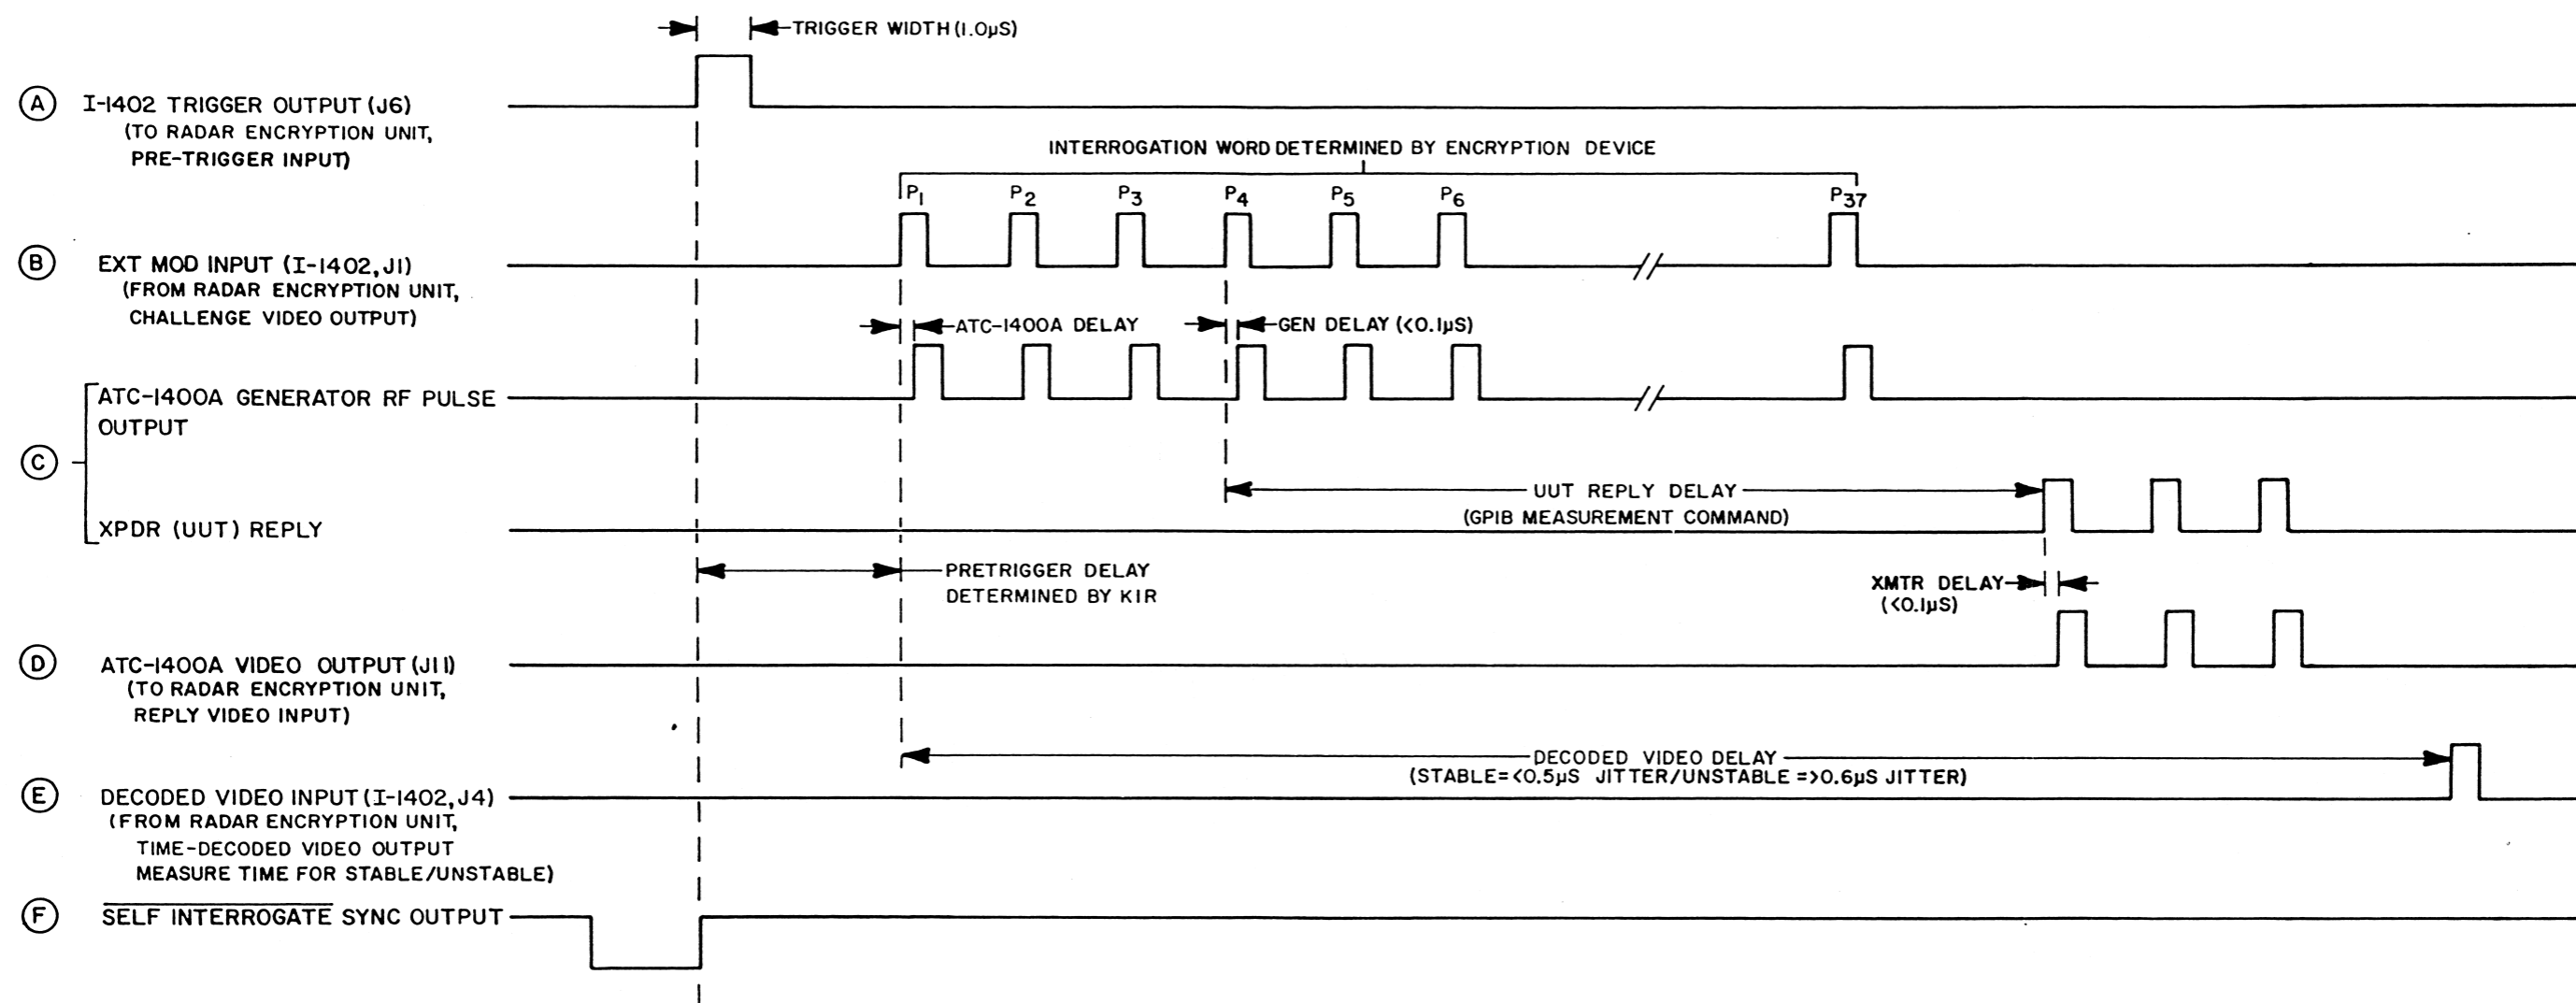 TRIGGER WIDTH (1.0µS)
A I-1402 TRIGGER OUTPUT (J6)
(TO RADAR ENCRYPTION UNIT,
PRE-TRIGGER INPUT)
INTERROGATION WORD DETERMINED BY ENCRYPTION DEVICE
P1 P2 P3 P4 P5 P6 P37
B EXT MOD INPUT (I-1402, J1)
(FROM RADAR ENCRYPTION UNIT,
CHALLENGE VIDEO OUTPUT)
ATC-1400A DELAY GEN DELAY (<0.1µS)
C
ATC-1400A GENERATOR RF PULSE
OUTPUT
UUT REPLY DELAY
(GPIB MEASUREMENT COMMAND)
XPDR (UUT) REPLY
PRETRIGGER DELAY
DETERMINED BY KIR
XMTR DELAY
(<0.1µS)
D ATC-1400A VIDEO OUTPUT (J11)
(TO RADAR ENCRYPTION UNIT,
REPLY VIDEO INPUT)
DECODED VIDEO DELAY
(STABLE=<0.5µS JITTER/UNSTABLE =>0.6µS JITTER)
E DECODED VIDEO INPUT (I-1402, J4)
(FROM RADAR ENCRYPTION UNIT,
TIME-DECODED VIDEO OUTPUT
MEASURE TIME FOR STABLE/UNSTABLE)
F SELF INTERROGATE SYNC OUTPUT